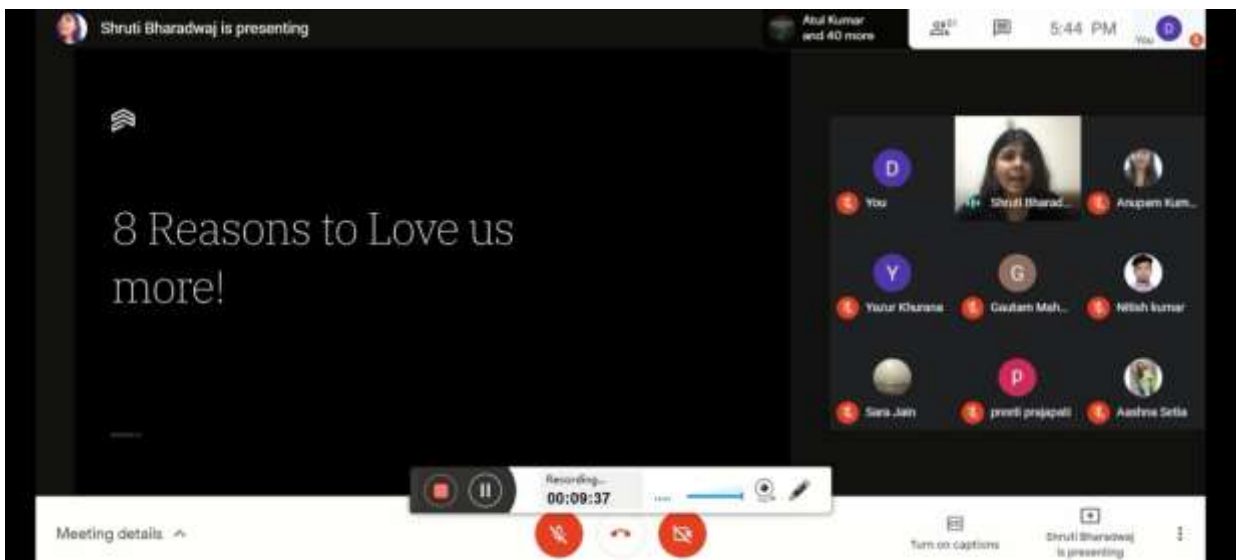 Shruti Bharadwaj is presenting
Atul Kumar
and 40 more
5:44 PM
You
D
8 Reasons to Love us
more!
D
You
Shruti Bharad...
Anupam Kum...
Y
Yazur Khurana
G
Gautam Mah...
Nitish kumar
Sara Jain
P
preeti prajapati
Aashna Setia
Recording...
00:09:37
Meeting details
Turn on captions
Shruti Bharadwaj
is presenting